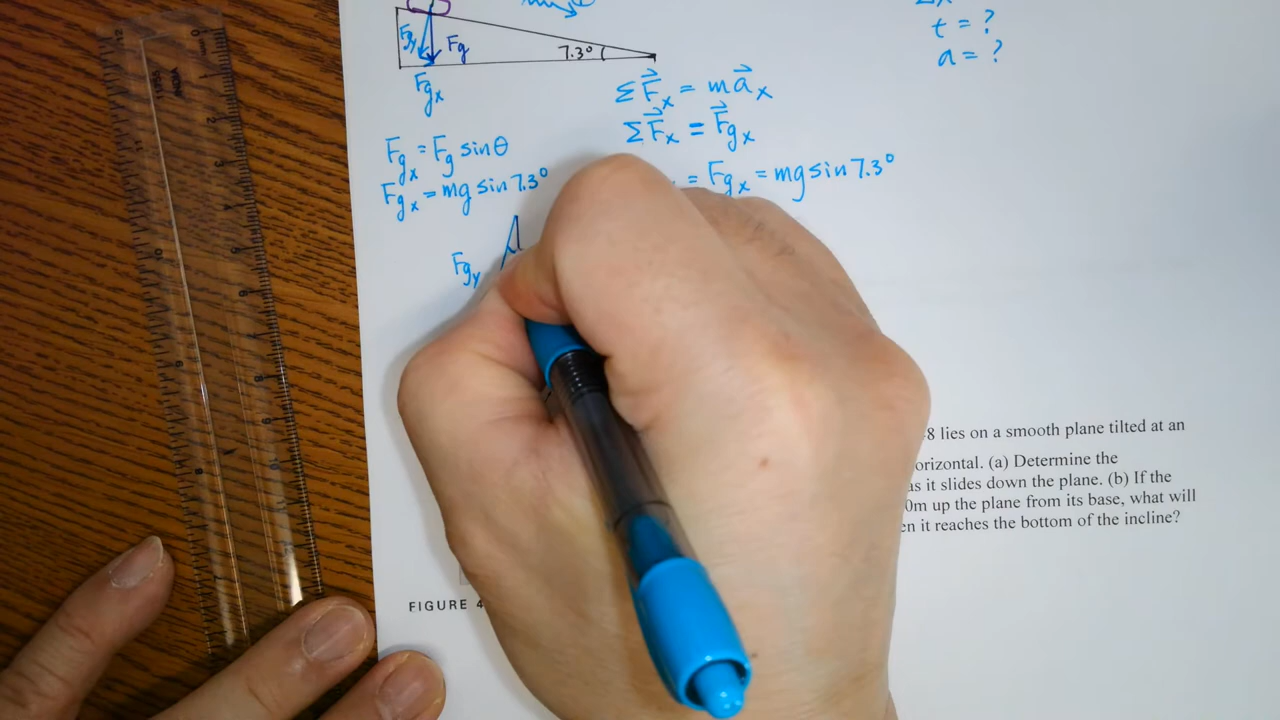 t = ?
a = ?
Fgy
Fg
7.3°
Fgx
ΣF⃗x = ma⃗x
ΣF⃗x = F⃗gx
Fgx = Fg sinθ
Fgx = mg sin 7.3°
= Fgx = mg sin 7.3°
Fgy
8 lies on a smooth plane tilted at an
orizontal. (a) Determine the
as it slides down the plane. (b) If the
0m up the plane from its base, what will
en it reaches the bottom of the incline?
FIGURE 4